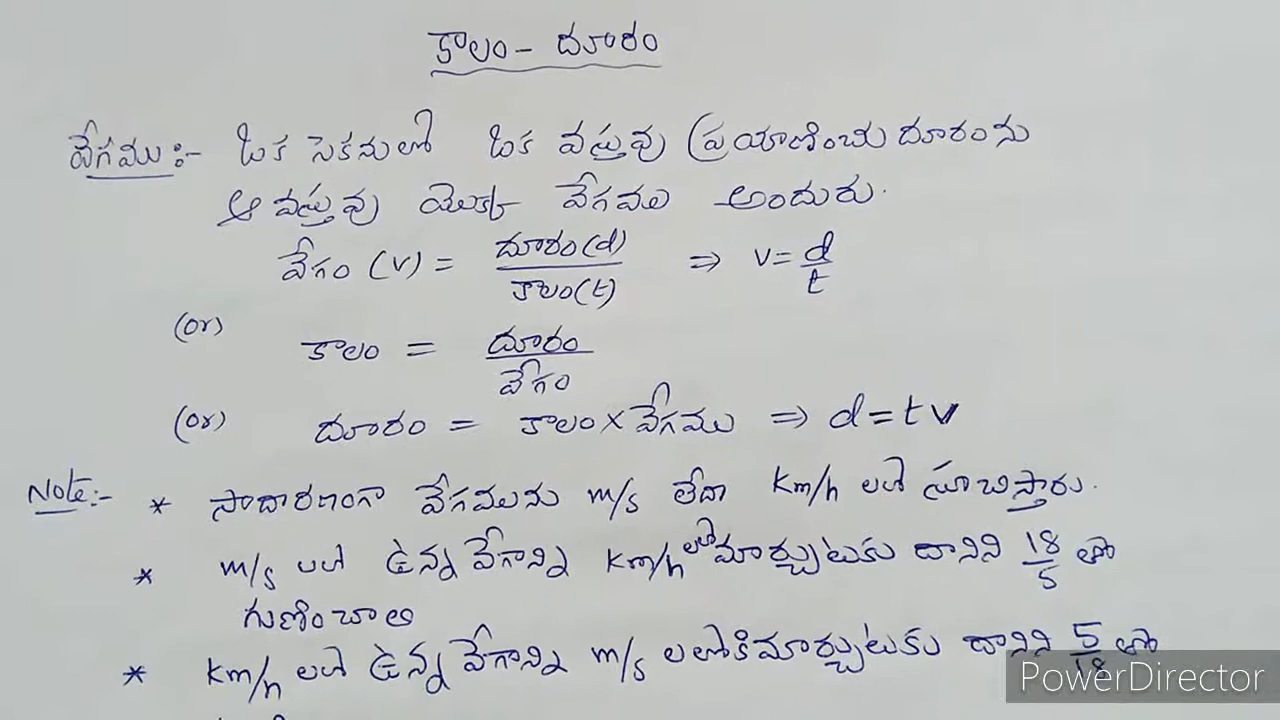 కాలం - దూరం
వేగము :- ఒక సెకనులో ఒక వస్తువు ప్రయాణించు దూరంను
ఆ వస్తువు యొక్క వేగము అందురు.
వేగం (v) = దూరం(d) / కాలం(t) ⇒ v = d/t
(or) కాలం = దూరం / వేగం
(or) దూరం = కాలం × వేగము ⇒ d = tv
Note:- * సాదారణంగా వేగములను m/s లేదా Km/h లలో సూచిస్తారు.
* m/s లలో ఉన్న వేగాన్ని Km/h లలో మార్చుటకు దానిని 18/5 తో
గుణించాలి
* Km/h లలో ఉన్న వేగాన్ని m/s లలోకి మార్చుటకు దానిని 5/18 తో
PowerDirector